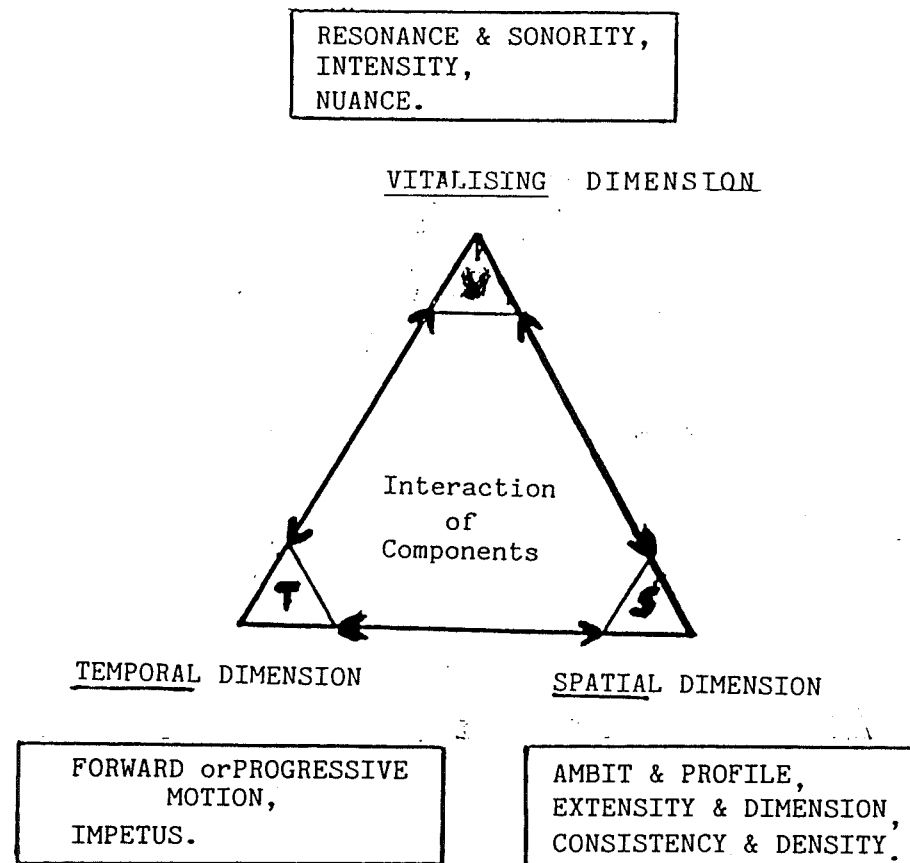 RESONANCE & SONORITY,
INTENSITY,
NUANCE.
VITALISING DIMENSION
V
Interaction
of
Components
T
S
TEMPORAL DIMENSION
SPATIAL DIMENSION
FORWARD orPROGRESSIVE
MOTION,
IMPETUS.
AMBIT & PROFILE,
EXTENSITY & DIMENSION,
CONSISTENCY & DENSITY.